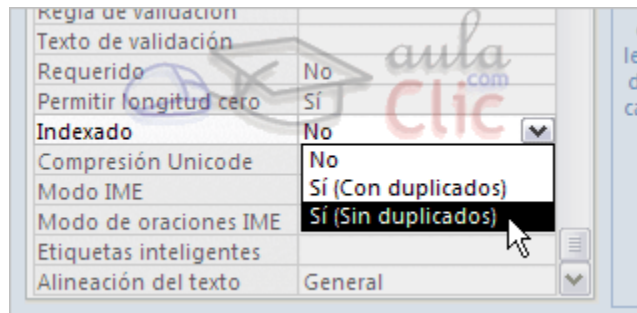 Regla de validación
Texto de validación
Requerido No
Permitir longitud cero Sí
Indexado No
Compresión Unicode No
Modo IME Sí (Con duplicados)
Modo de oraciones IME Sí (Sin duplicados)
Etiquetas inteligentes
Alineación del texto General
aula
.com
Clic